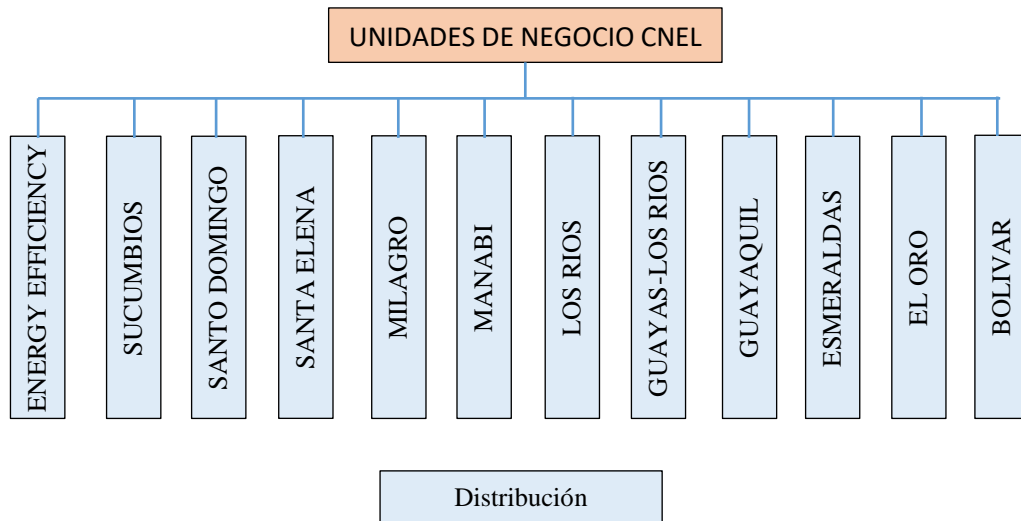 UNIDADES DE NEGOCIO CNEL
ENERGY EFFICIENCY
SUCUMBIOS
SANTO DOMINGO
SANTA ELENA
MILAGRO
MANABI
LOS RIOS
GUAYAS-LOS RIOS
GUAYAQUIL
ESMERALDAS
EL ORO
BOLIVAR
Distribución